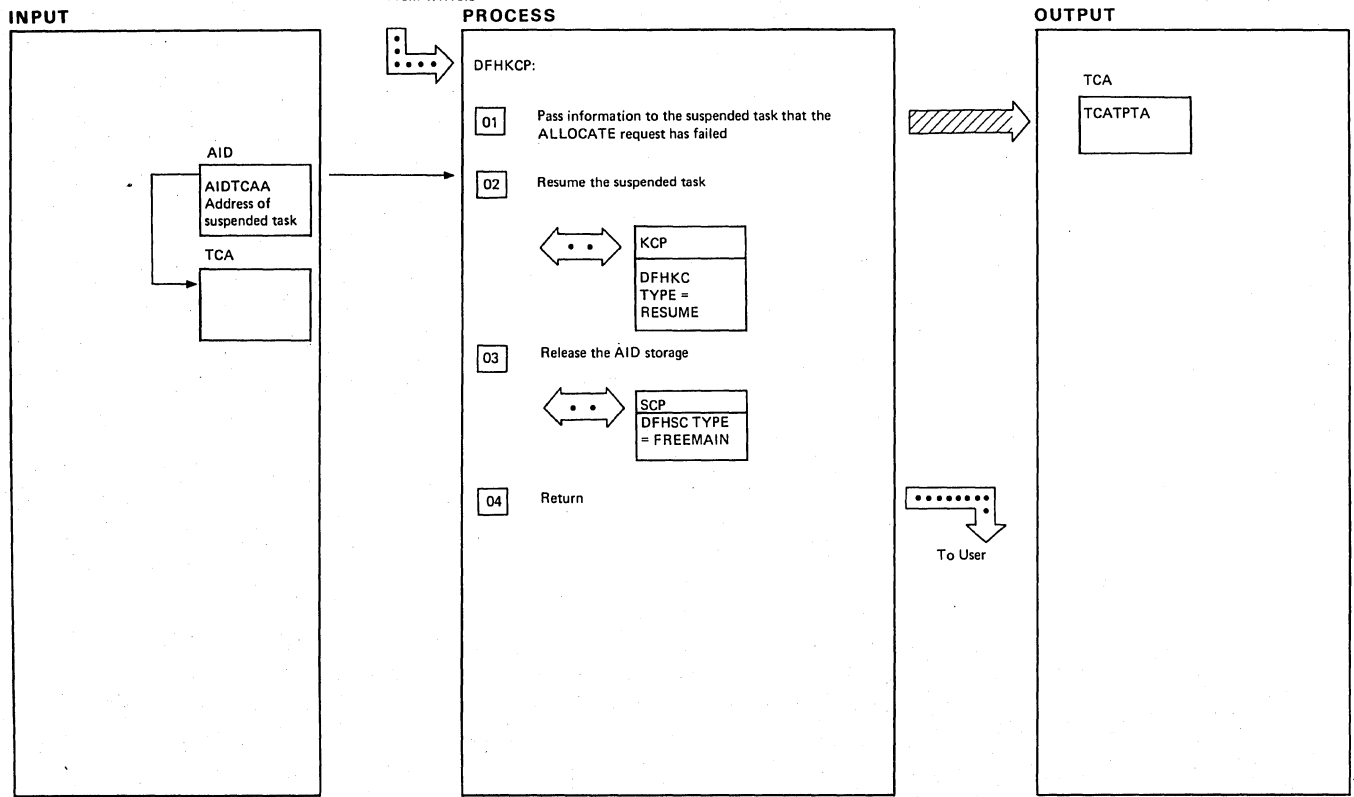 INPUT
PROCESS
OUTPUT
DFHKCP:
01
Pass information to the suspended task that the
ALLOCATE request has failed
TCA
TCATPTA
AID
AIDTCAA
Address of
suspended task
TCA
02
Resume the suspended task
KCP
DFHKC
TYPE =
RESUME
03
Release the AID storage
SCP
DFHSC TYPE
= FREEMAIN
04
Return
To User